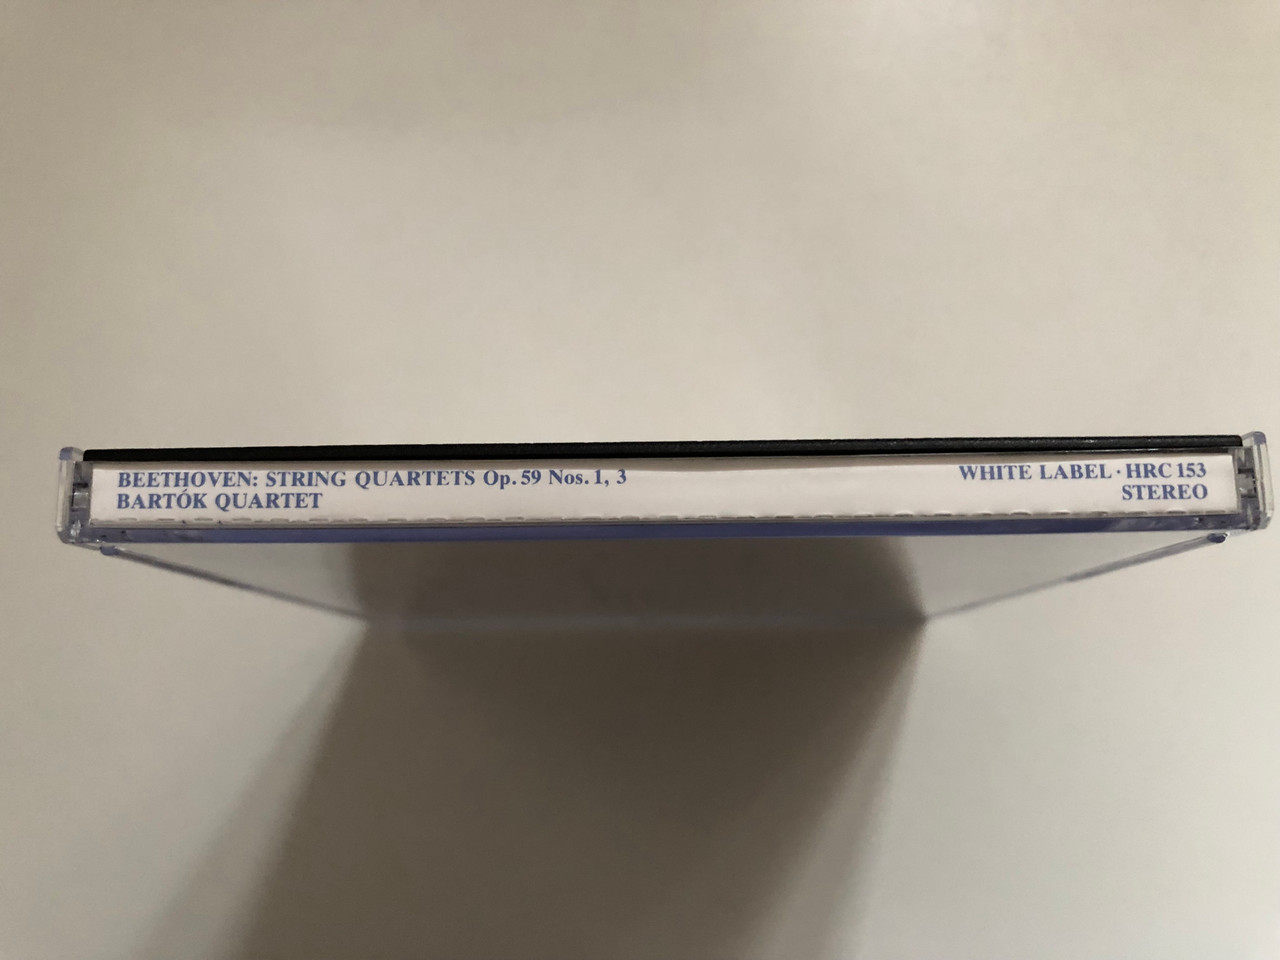 BEETHOVEN: STRING QUARTETS Op. 59 Nos. 1, 3
BARTÓK QUARTET
WHITE LABEL · HRC 153
STEREO